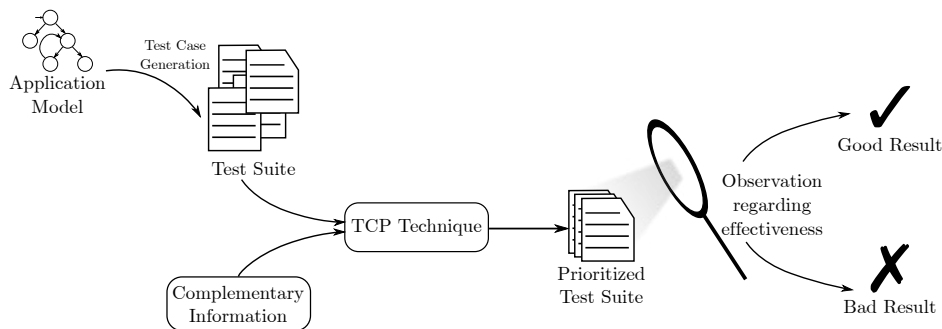 Application
Model
Test Case
Generation
Test Suite
Complementary
Information
TCP Technique
Prioritized
Test Suite
Observation
regarding
effectiveness
Good Result
Bad Result